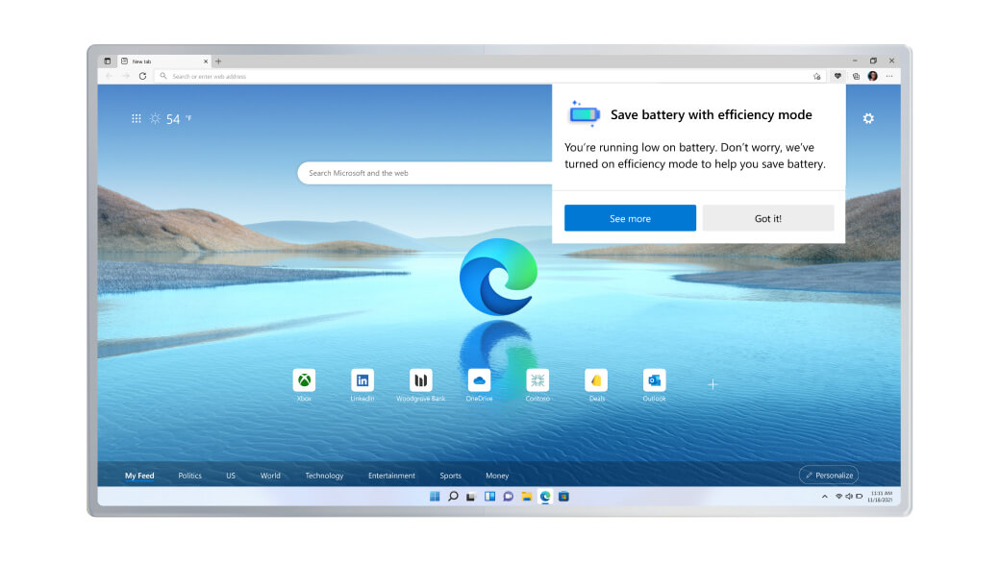 New tab
Search or enter web address
54 °F
Save battery with efficiency mode
You're running low on battery. Don't worry, we've
turned on efficiency mode to help you save battery.
See more
Got it!
Search Microsoft and the web
Xbox
LinkedIn
Woodgrove Bank
OneDrive
Contoso
Deals
Outlook
My Feed
Politics
US
World
Technology
Entertainment
Sports
Money
Personalize
11:11 AM
11/18/2021